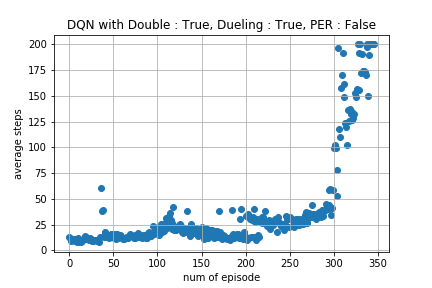 DQN with Double : True, Dueling : True, PER : False
200
175
150
125
100
75
50
25
0
average steps
0 50 100 150 200 250 300 350
num of episode